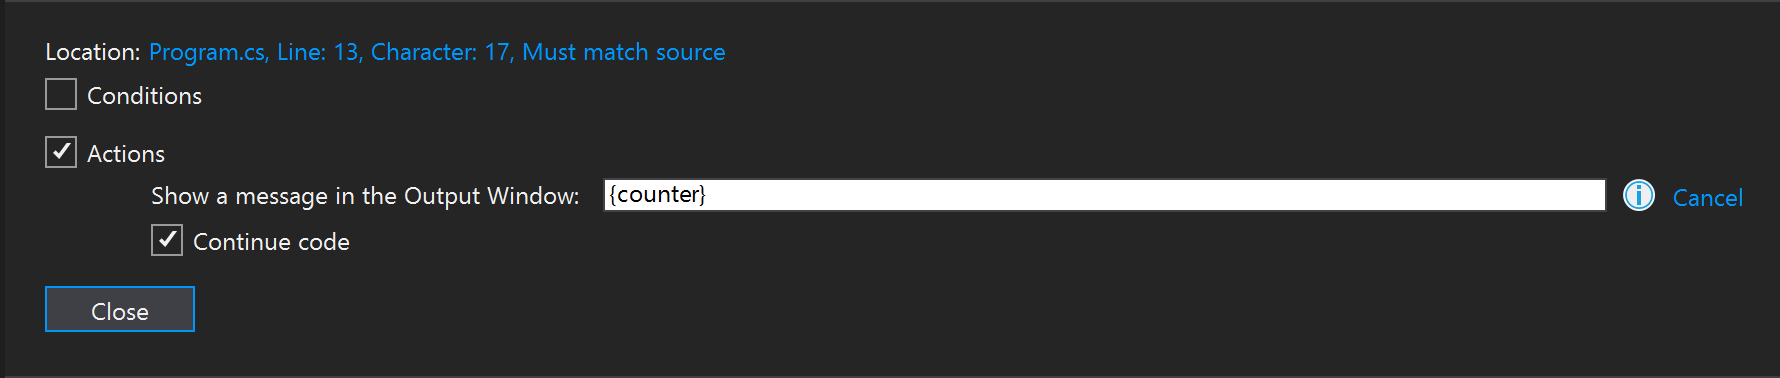 Location: Program.cs, Line: 13, Character: 17, Must match source
Conditions
Actions
Show a message in the Output Window: {counter} Cancel
Continue code
Close